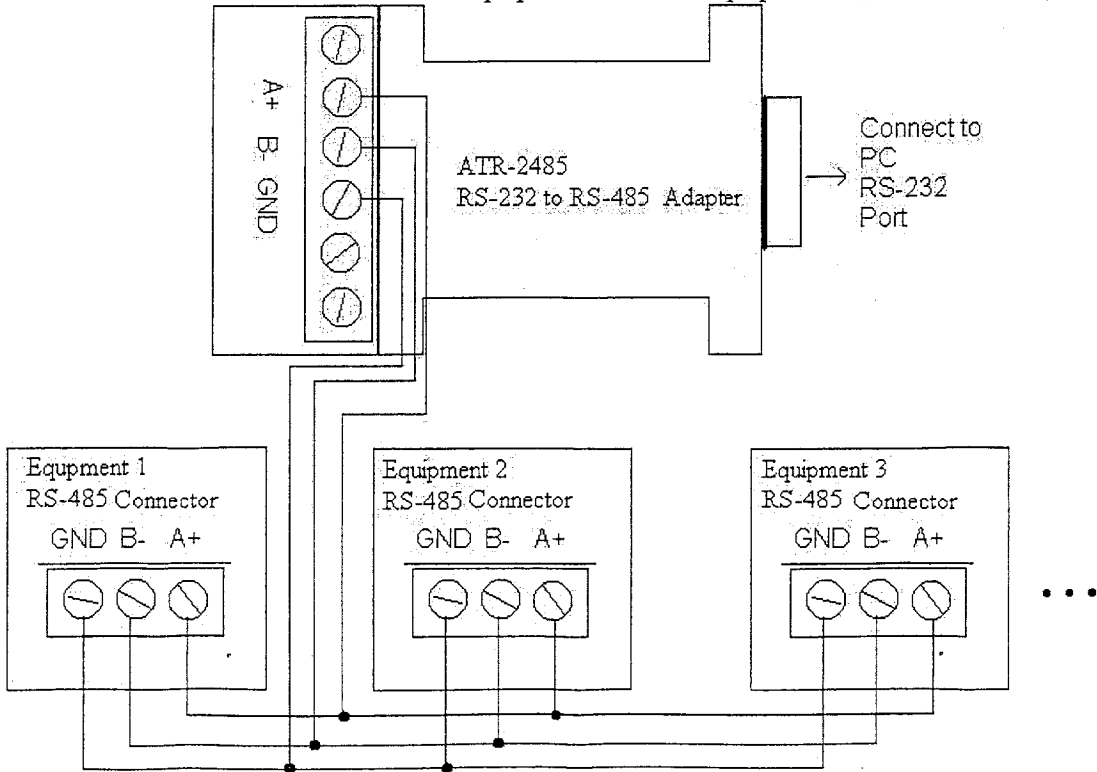 A+
B-
GND
ATR-2485
RS-232 to RS-485 Adapter
Connect to
PC
RS-232
Port
Equpment 1
RS-485 Connector
GND B- A+
Equipment 2
RS-485 Connector
GND B- A+
Equipment 3
RS-485 Connector
GND B- A+
...